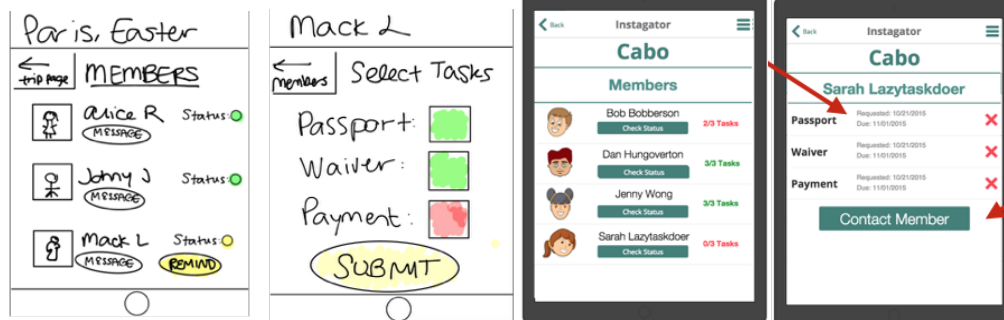 Paris, Easter
← trip page
MEMBERS
Alice R Status:
MESSAGE
Johny J Status:
MESSAGE
Mack L Status:
MESSAGE REMIND
Mack L
← members
Select Tasks
Passport:
Waiver:
Payment:
SUBMIT
Back Instagator
Cabo
Members
Bob Bobberson
Check Status 2/3 Tasks
Dan Hungoverton
Check Status 3/3 Tasks
Jenny Wong
Check Status 3/3 Tasks
Sarah Lazytaskdoer
Check Status 0/3 Tasks
Back Instagator
Cabo
Sarah Lazytaskdoer
Passport Requested: 10/21/2015
Due: 11/01/2015
Waiver Requested: 10/21/2015
Due: 11/01/2015
Payment Requested: 10/21/2015
Due: 11/01/2015
Contact Member